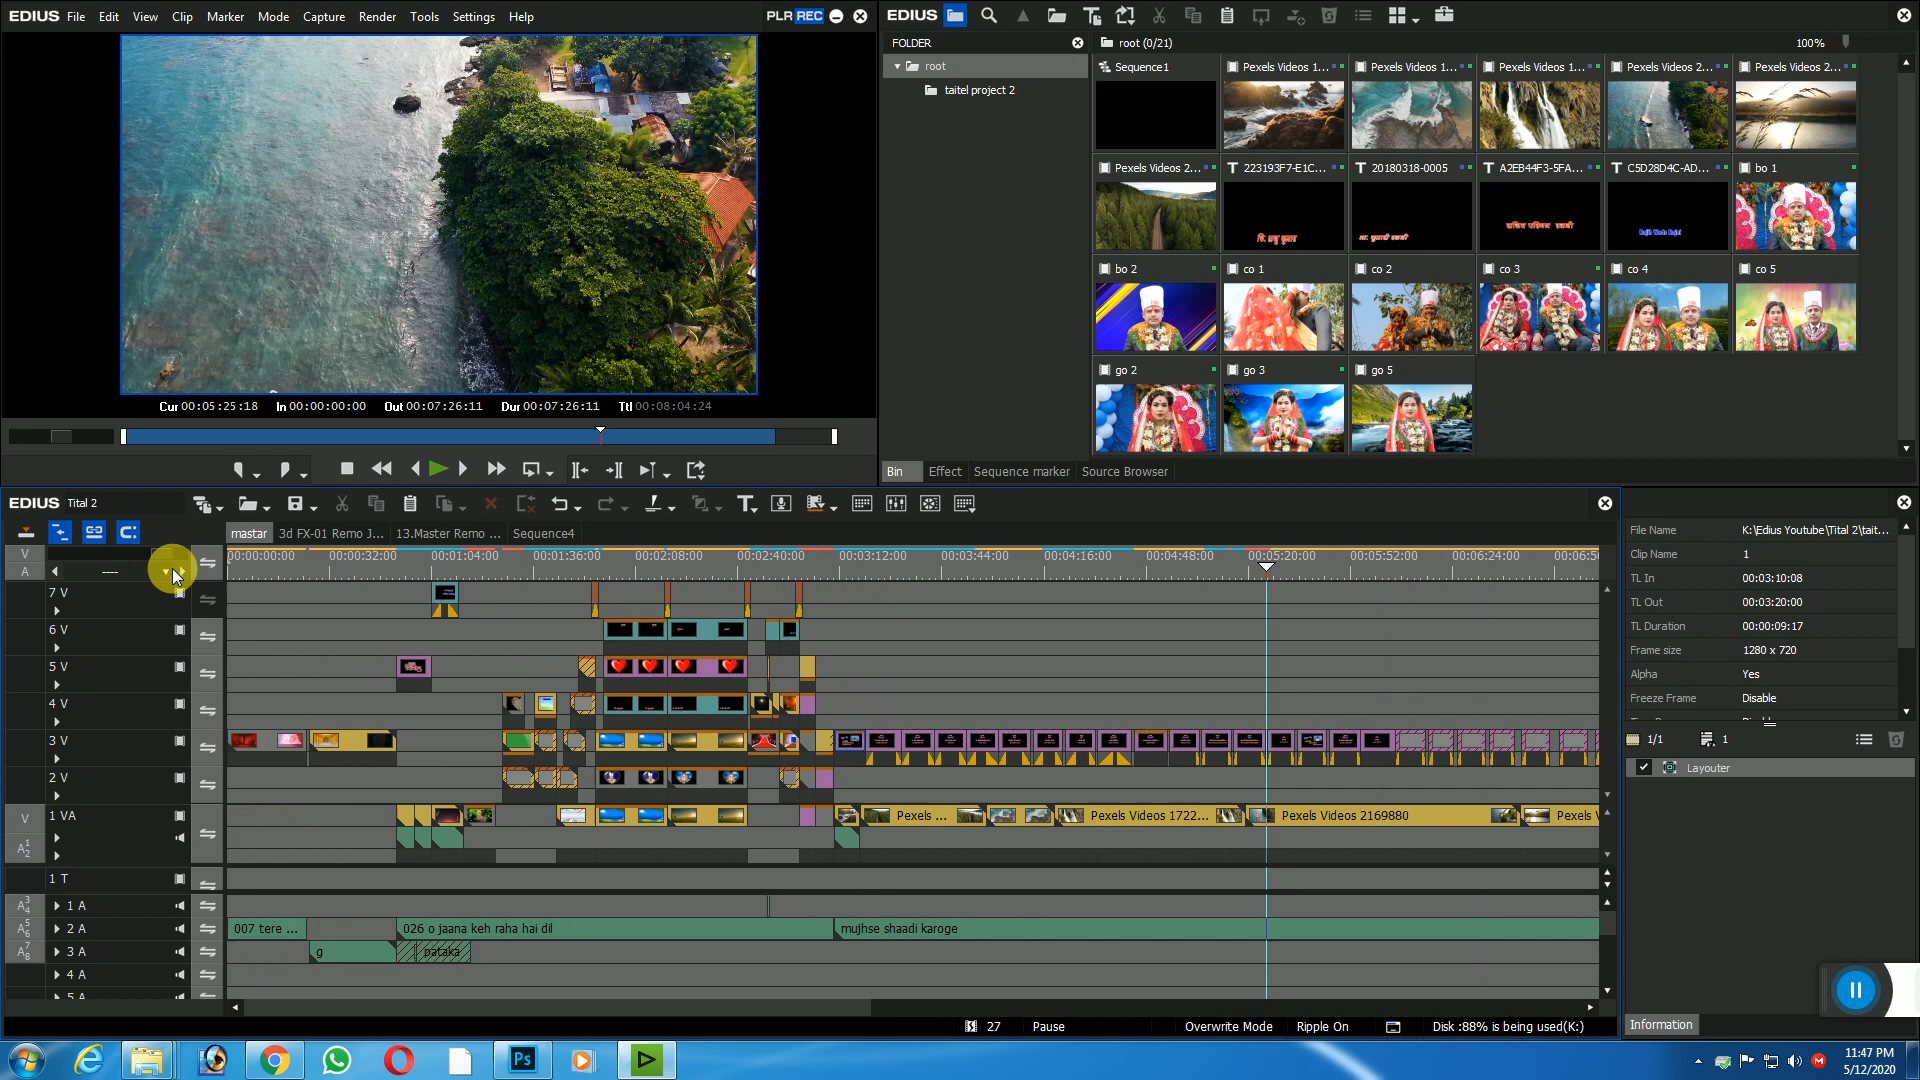 EDIUS File Edit View Clip Marker Mode Capture Render Tools Settings Help PLR REC
Cur 00:05:25:18 In 00:00:00:00 Out 00:07:26:11 Dur 00:07:26:11 Ttl 00:08:04:24
EDIUS
FOLDER
root
taitel project 2
root (0/21) 100%
Sequence1 Pexels Videos 1... Pexels Videos 1... Pexels Videos 1... Pexels Videos 2... Pexels Videos 2...
Pexels Videos 2... T 223193F7-E1C... T 20180318-0005 T A2EB44F3-5FA... T C5D28D4C-AD... bo 1
bo 2 co 1 co 2 co 3 co 4 co 5
go 2 go 3 go 5
Bin Effect Sequence marker Source Browser
EDIUS Tital 2
mastar 3d FX-01 Remo J... 13.Master Remo ... Sequence4
V
A ----
00:00:00:00 00:00:32:00 00:01:04:00 00:01:36:00 00:02:08:00 00:02:40:00 00:03:12:00 00:03:44:00 00:04:16:00 00:04:48:00 00:05:20:00 00:05:52:00 00:06:24:00 00:06:5
7 V
6 V
5 V
4 V
3 V
2 V
V 1 VA Pexels ... Pexels Videos 1722... Pexels Videos 2169880 Pexels V
A 1 2
1 T
A 3 4 1 A
A 5 6 2 A 007 tere ... 026 o jaana keh raha hai dil mujhse shaadi karoge
A 7 8 3 A g pataka
4 A
5 A
27 Pause Overwrite Mode Ripple On Disk :88% is being used(K:)
File Name K:\Edius Youtube\Tital 2\tait...
Clip Name 1
TL In 00:03:10:08
TL Out 00:03:20:00
TL Duration 00:00:09:17
Frame size 1280 x 720
Alpha Yes
Freeze Frame Disable
1/1 1
Layouter
Information
Ps
11:47 PM
5/12/2020